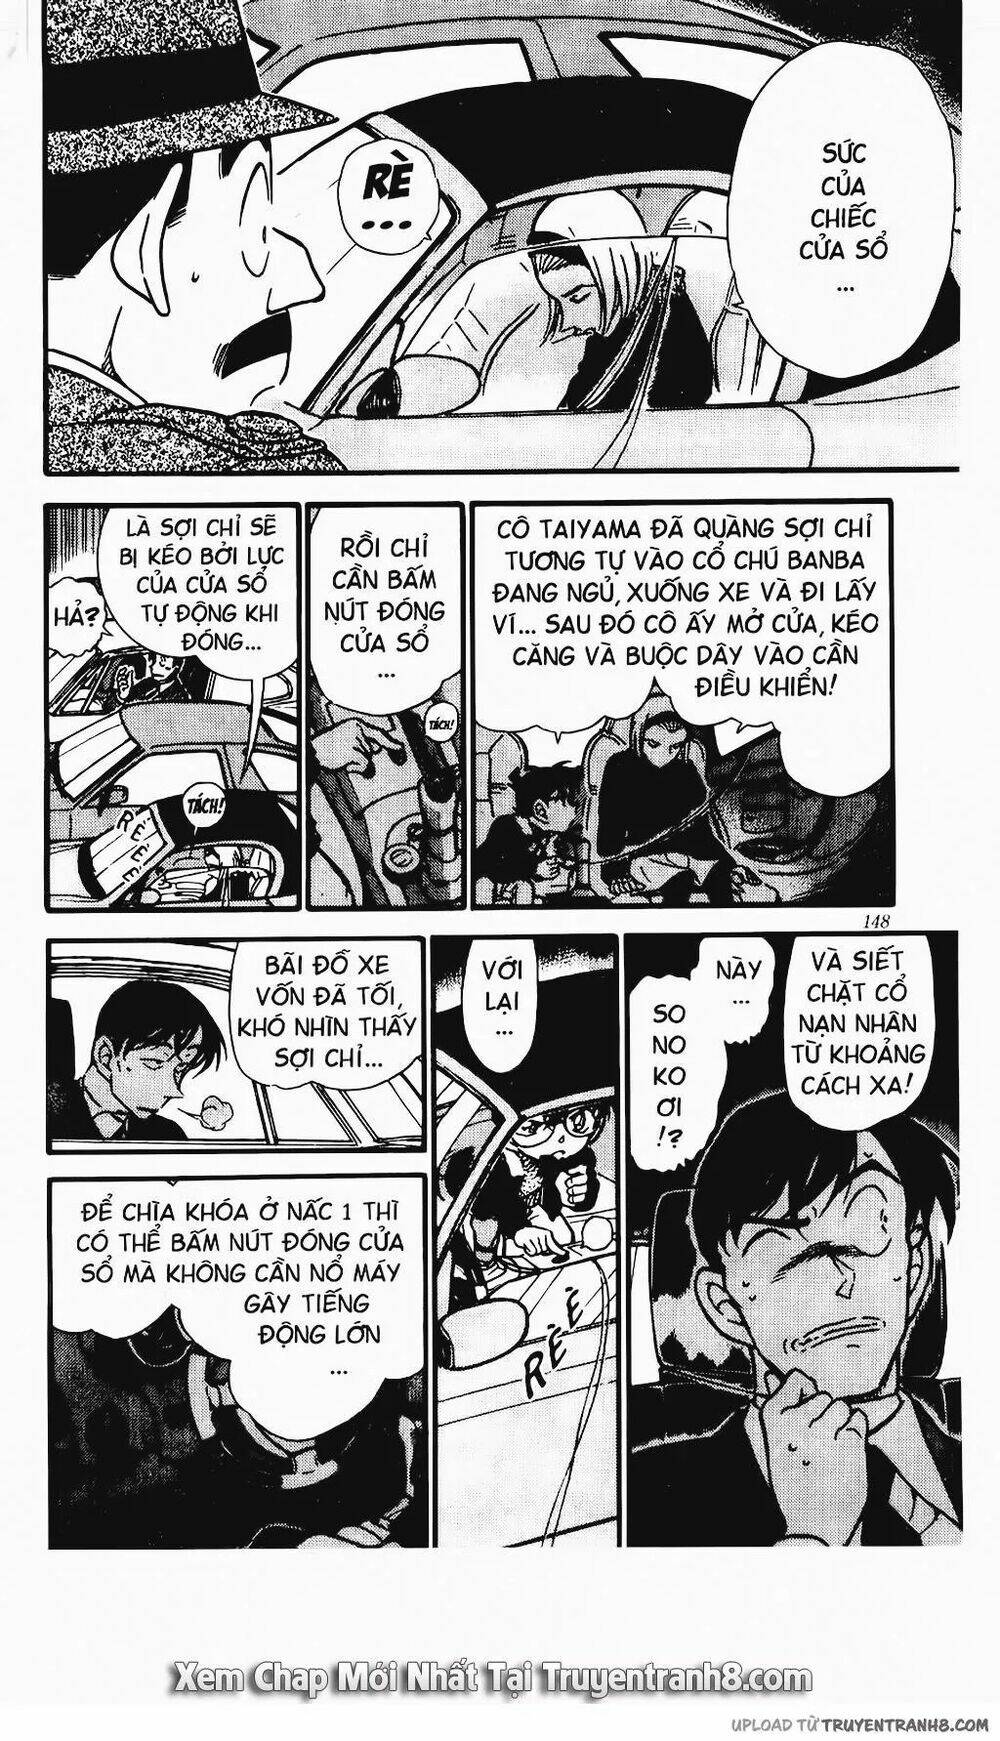 SỨC
CỦA
CHIẾC
CỬA SỔ
...
RÈ
...
CÔ TAIYAMA ĐÃ QUÀNG SỢI CHỈ
TƯƠNG TỰ VÀO CỔ CHÚ BANBA
ĐANG NGỦ, XUỐNG XE VÀ ĐI LẤY
VÍ... SAU ĐÓ CÔ ẤY MỞ CỬA, KÉO
CĂNG VÀ BUỘC DÂY VÀO CẦN
ĐIỀU KHIỂN!
RỒI CHỈ
CẦN BẤM
NÚT ĐÓNG
CỬA SỔ
...
TÁCH!
LÀ SỢI CHỈ SẼ
BỊ KÉO BỞI LỰC
CỦA CỬA SỔ
TỰ ĐỘNG KHI
ĐÓNG...
HẢ?
TÁCH!
RÈEEE
148
VÀ SIẾT
CHẶT CỔ
NẠN NHÂN
TỪ KHOẢNG
CÁCH XA!
NÀY
...
SO
NO
KO
ƠI
!?
VỚI
LẠI
...
RÈ È
BÃI ĐỖ XE
VỐN ĐÃ TỐI,
KHÓ NHÌN THẤY
SỢI CHỈ...
ĐỂ CHÌA KHÓA Ở NẤC 1 THÌ
CÓ THỂ BẤM NÚT ĐÓNG CỬA
SỔ MÀ KHÔNG CẦN NỔ MÁY
GÂY TIẾNG
ĐỘNG LỚN
...
Xem Chap Mới Nhất Tại Truyentranh8.com
UPLOAD TỪ TRUYENTRANH8.COM